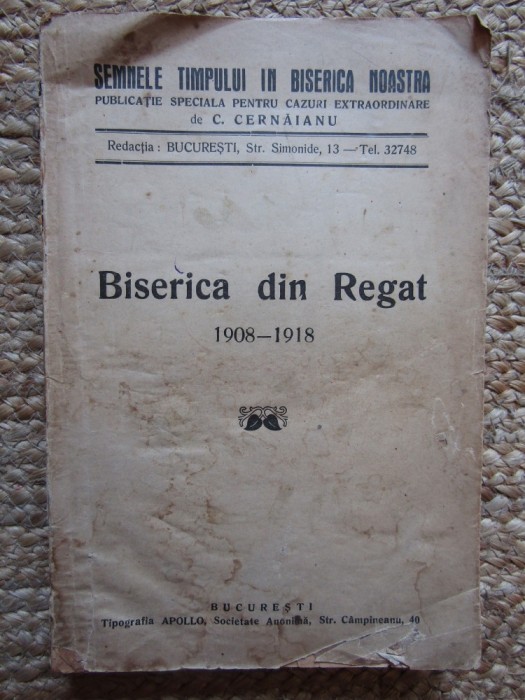 SEMNELE TIMPULUI IN BISERICA NOASTRA
PUBLICAȚIE SPECIALA PENTRU CAZURI EXTRAORDINARE
de C. CERNĂIANU
Redacția : BUCUREȘTI, Str. Simonide, 13 — Tel. 32748
Biserica din Regat
1908—1918
BUCUREȘTI
Tipografia APOLLO, Societate Anonimă, Str. Câmpineanu, 40